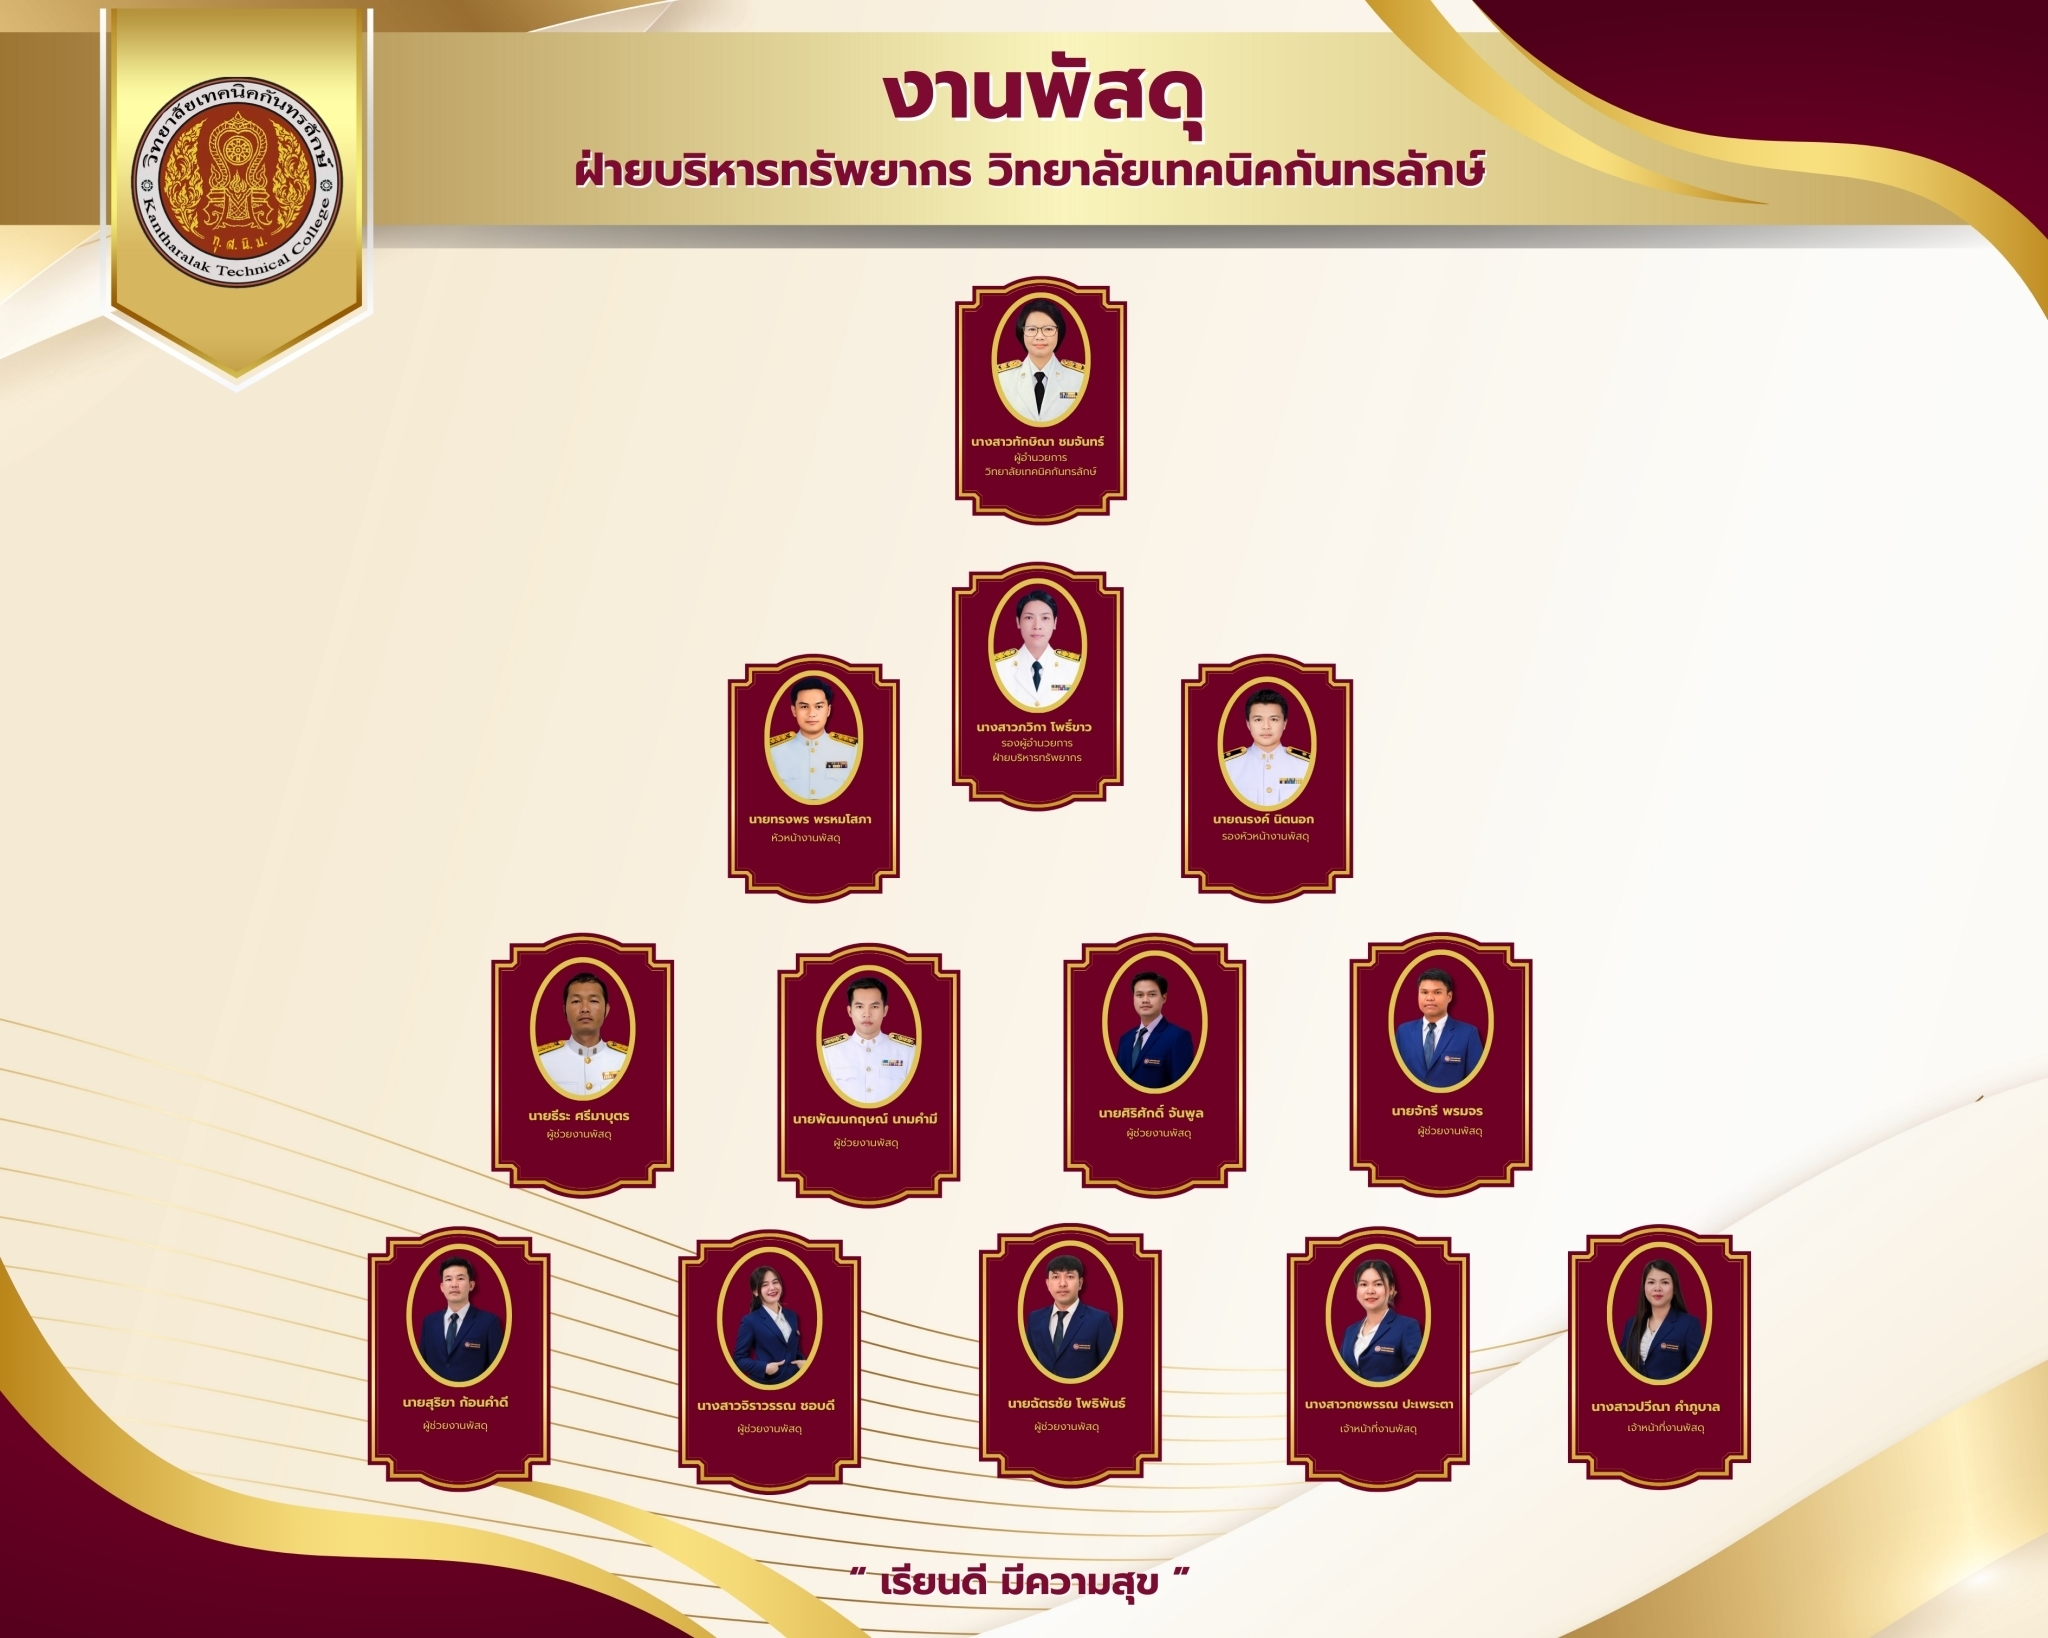 วิทยาลัยเทคนิคกันทรลักษ์
ทุ. ส. นิ. ม.
Kantharalak Technical College
งานพัสดุ
ฝ่ายบริหารทรัพยากร วิทยาลัยเทคนิคกันทรลักษ์
นางสาวทักษิณา ชมจันทร์
ผู้อำนวยการ
วิทยาลัยเทคนิคกันทรลักษ์
นางสาวภวิกา โพธิ์ขาว
รองผู้อำนวยการ
ฝ่ายบริหารทรัพยากร
นายทรงพร พรหมโสภา
หัวหน้างานพัสดุ
นายณรงค์ นิตนอก
รองหัวหน้างานพัสดุ
นายธีระ ศรีมาบุตร
ผู้ช่วยงานพัสดุ
นายพัฒนกฤษณ์ นามคำมี
ผู้ช่วยงานพัสดุ
นายศิริศักดิ์ จันพูล
ผู้ช่วยงานพัสดุ
นายจักรี พรมจร
ผู้ช่วยงานพัสดุ
นายสุริยา ก้อนคำดี
ผู้ช่วยงานพัสดุ
นางสาวจิราวรรณ ชอบดี
ผู้ช่วยงานพัสดุ
นายฉัตรชัย โพธิพันธ์
ผู้ช่วยงานพัสดุ
นางสาวกชพรรณ ปะเพระตา
เจ้าหน้าที่งานพัสดุ
นางสาวปวีณา คำภูบาล
เจ้าหน้าที่งานพัสดุ
“ เรียนดี มีความสุข ”